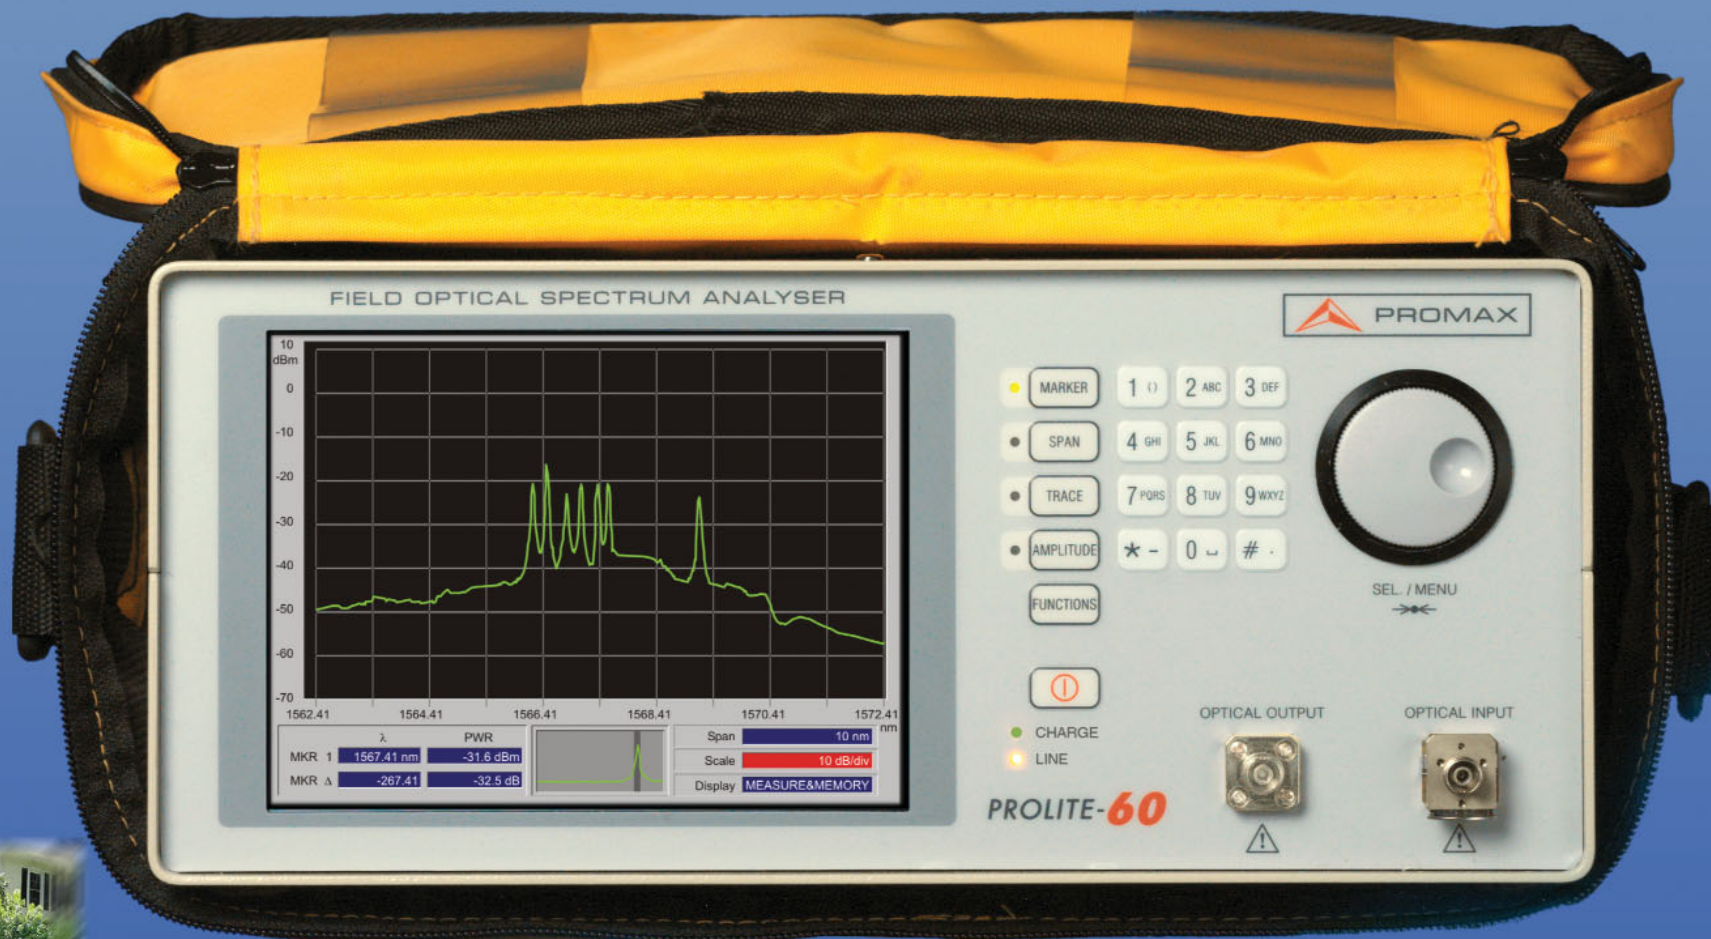 FIELD OPTICAL SPECTRUM ANALYSER
PROMAX
10
dBm
0
-10
-20
-30
-40
-50
-60
-70
1562.41 1564.41 1566.41 1568.41 1570.41 1572.41
nm
λ PWR
MKR 1 1567.41 nm -31.6 dBm
MKR Δ -267.41 -32.5 dB
Span 10 nm
Scale 10 dB/div
Display MEASURE&MEMORY
MARKER 1 () 2 ABC 3 DEF
SPAN 4 GHI 5 JKL 6 MNO
TRACE 7 PQRS 8 TUV 9 WXYZ
AMPLITUDE * - 0 ⎵ # .
FUNCTIONS
SEL. / MENU
CHARGE
LINE
PROLITE-60
OPTICAL OUTPUT
OPTICAL INPUT